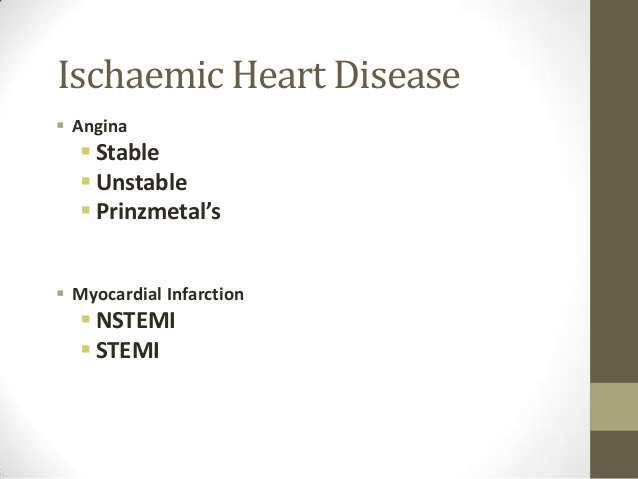 Ischaemic Heart Disease
▪ Angina
▪ Stable
▪ Unstable
▪ Prinzmetal’s
▪ Myocardial Infarction
▪ NSTEMI
▪ STEMI